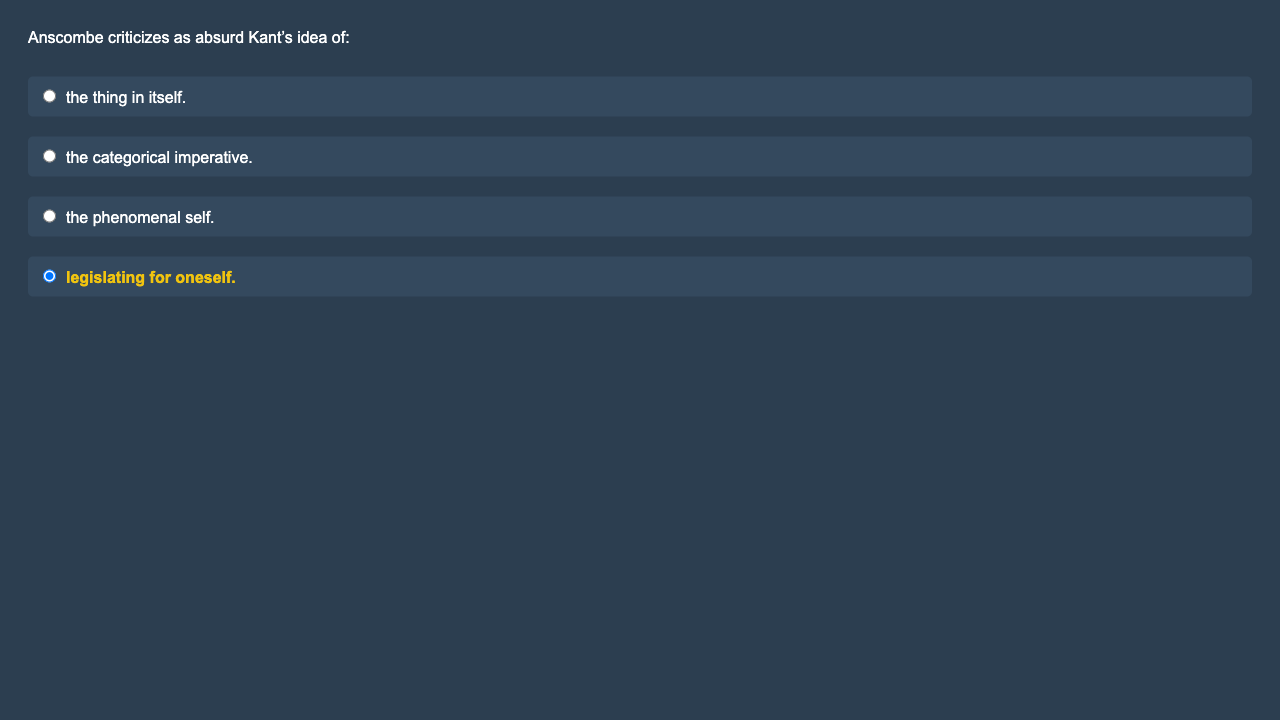 Anscombe criticizes as absurd Kant’s idea of:
the thing in itself.
the categorical imperative.
the phenomenal self.
legislating for oneself.